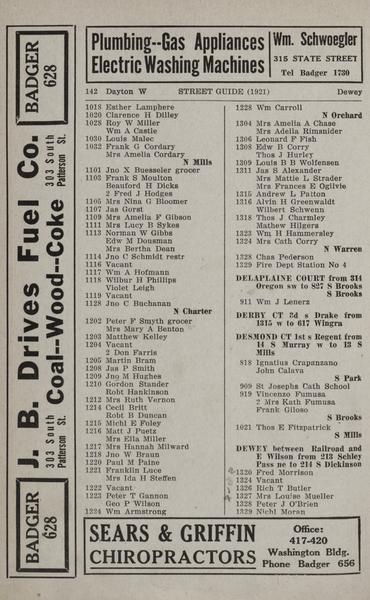 Plumbing--Gas Appliances
Electric Washing Machines
Wm. Schwoegler
315 STATE STREET
Tel Badger 1730
BADGER
628
J. B. Drives Fuel Co.
303 South
Patterson St.
Coal--Wood--Coke
303 South
Patterson St.
BADGER
628
142 Dayton W STREET GUIDE (1921) Dewey
1018 Esther Lamphere
1020 Clarence H Dilley
1028 Roy W Miller
Wm A Castle
1030 Louis Malec
1032 Frank G Cordary
Mrs Amelia Cordary
N Mills
1101 Jno X Buesseler grocer
1103 Frank S Moulton
Beauford H Dicks
2 Fred J Hodges
1105 Mrs Nina G Bloomer
1107 Jas Gorst
1109 Mrs Amelia F Gibson
1111 Mrs Lucy B Sykes
1113 Norman W Gibbs
Edw M Dousman
Mrs Bertha Dean
1114 Jno C Schmidt restr
1116 Vacant
1117 Wm A Hofmann
1118 Wilbur H Phillips
Violet Leigh
1119 Vacant
1128 Jno C Buchanan
N Charter
1202 Peter F Smyth grocer
Mrs Mary A Benton
1203 Matthew Kelley
1204 Vacant
2 Don Farris
1205 Martin Bram
1208 Jas P Smith
1209 Jno M Hughes
1210 Gordon Stander
Robt Hankinson
1212 Mrs Ruth Vernon
1214 Cecil Britt
Robt B Duncan
1215 Michl E Foley
1216 Matt J Puetz
Mrs Ella Miller
1217 Mrs Hannah Milward
1218 Jno W Braun
1220 Paul M Paine
1221 Franklin Luce
Mrs Ida H Steffen
1222 Vacant
1223 Peter T Gannon
Geo P Wilson
1224 Wm Armstrong
1228 Wm Carroll
N Orchard
1304 Mrs Amelia A Chase
Mrs Adelia Rimsnider
1306 Leonard F Fish
1308 Edw B Corry
Thos J Hurley
1309 Louis B B Wolfensen
1311 Jas S Alexander
Mrs Mattie L Strader
Mrs Frances E Ogilvie
1315 Andrew L Patton
1316 Alvin H Greenwaldt
Wilbert Schwenn
1318 Thos J Charmley
Mathew Hilgers
1323 Wm H Hammersley
1324 Mrs Cath Corry
N Warren
1328 Chas Pederson
1329 Fire Dept Station No 4
DELAPLAINE COURT from 314
Oregon sw to 827 S Brooks
S Brooks
911 Wm J Lenerz
DERBY CT 3d s Drake from
1315 w to 617 Wingra
DESMOND CT 1st s Regent from
14 S Murray w to 13 S
Mills
818 Ignatius Crapanzano
John Calava
S Park
909 St Josephs Cath School
919 Vincenzo Fumusa
2 Mrs Kath Fumusa
Frank Giloso
S Brooks
1021 Thos E Fitzpatrick
S Mills
DEWEY between Railroad and
E Wilson from 213 Schley
Pass ne to 214 S Dickinson
1320 Fred Morrison
1324 Vacant
1326 Rich T Butler
1327 Mrs Louise Mueller
1328 Peter J O'Brien
1329 Nichl Moran
SEARS & GRIFFIN
CHIROPRACTORS
Office:
417-420
Washington Bldg.
Phone Badger 656